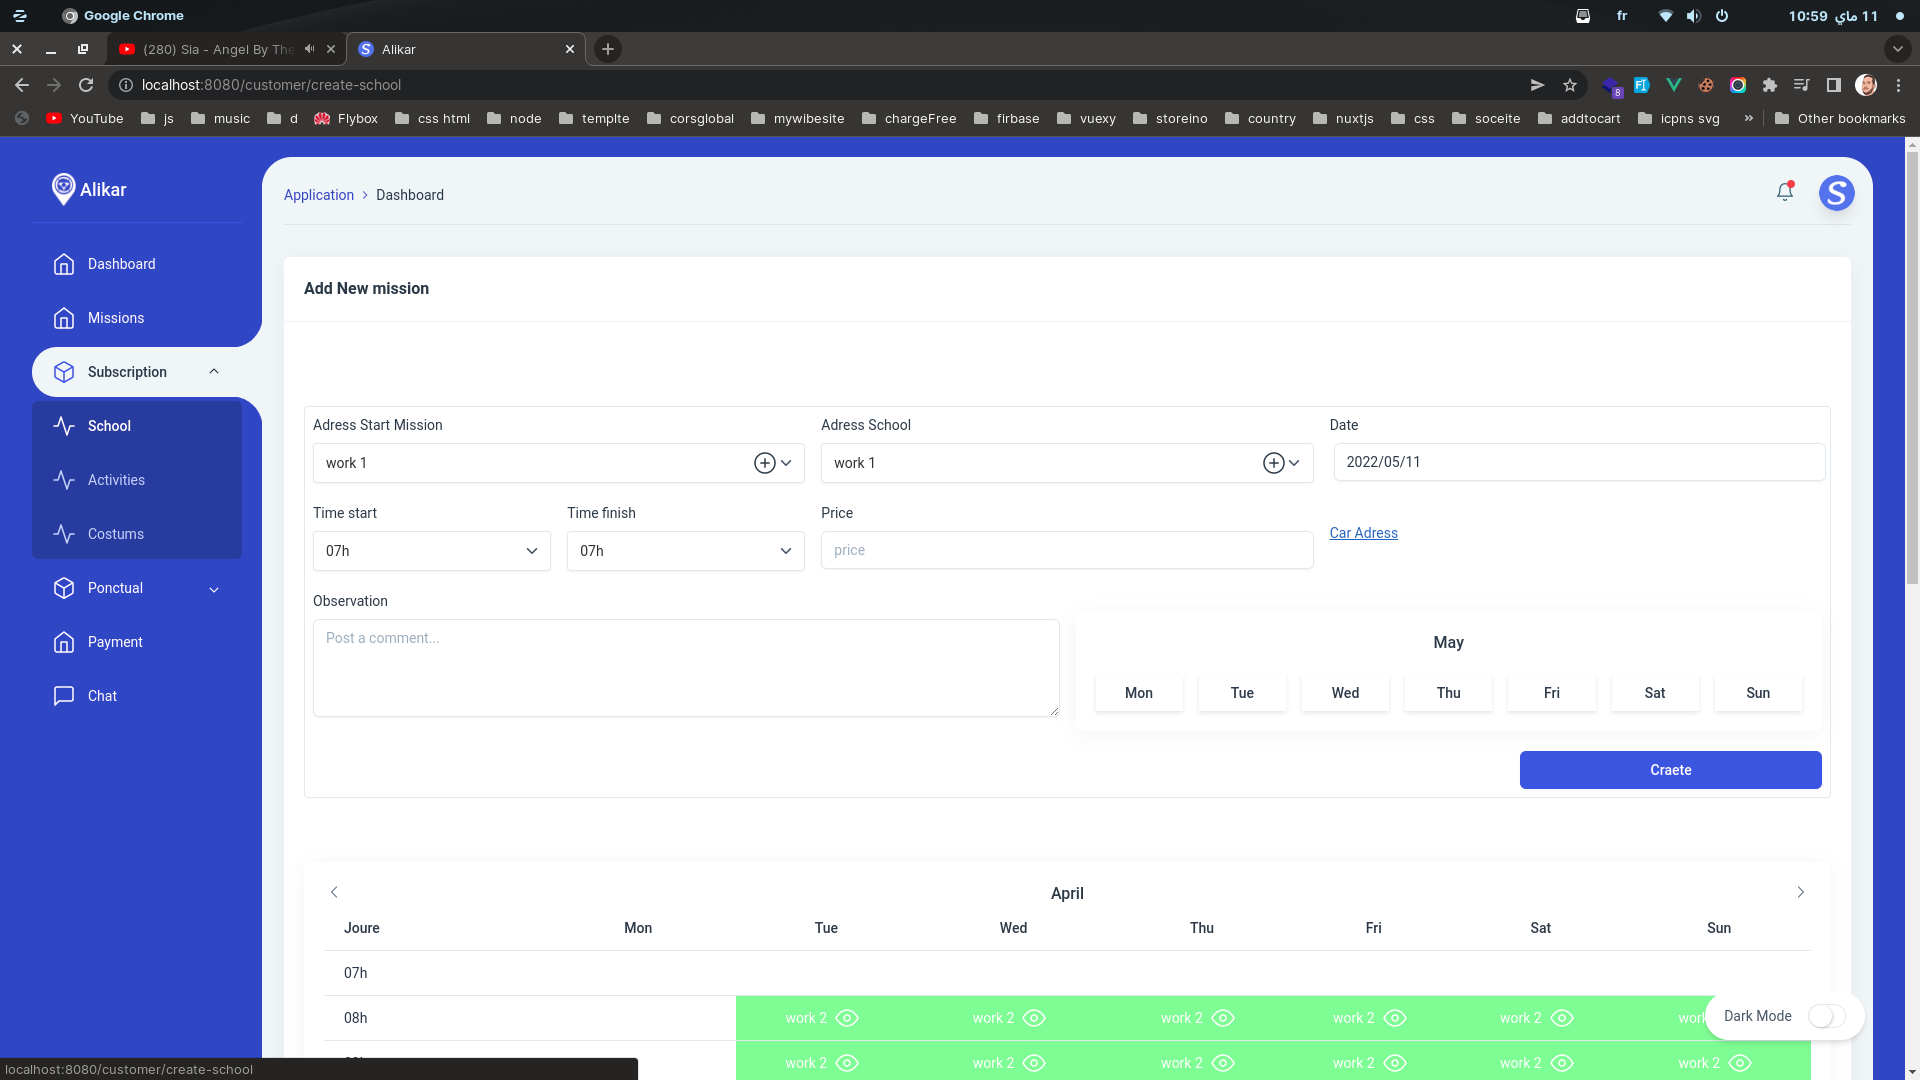 Google Chrome
fr
11 ماي 10:59
(280) Sia - Angel By The
Alikar
localhost:8080/customer/create-school
8
YouTube js music d Flybox css html node templte corsglobal mywibesite chargeFree firbase vuexy storeino country nuxtjs css soceite addtocart icpns svg » Other bookmarks
Alikar
Application > Dashboard
S
Dashboard
Missions
Subscription
School
Activities
Costums
Ponctual
Payment
Chat
Add New mission
Adress Start Mission Adress School Date
work 1 work 1 2022/05/11
Time start Time finish Price
07h 07h price Car Adress
Observation
Post a comment...
May
Mon Tue Wed Thu Fri Sat Sun
Craete
April
Joure Mon Tue Wed Thu Fri Sat Sun
07h
08h work 2 work 2 work 2 work 2 work 2 work
Dark Mode
work 2 work 2 work 2 work 2 work 2 work 2
localhost:8080/customer/create-school